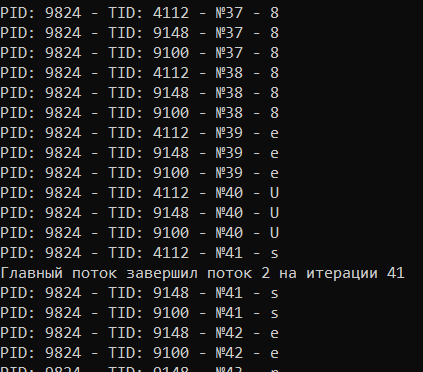 PID: 9824 - TID: 4112 - №37 - 8
PID: 9824 - TID: 9148 - №37 - 8
PID: 9824 - TID: 9100 - №37 - 8
PID: 9824 - TID: 4112 - №38 - 8
PID: 9824 - TID: 9148 - №38 - 8
PID: 9824 - TID: 9100 - №38 - 8
PID: 9824 - TID: 4112 - №39 - e
PID: 9824 - TID: 9148 - №39 - e
PID: 9824 - TID: 9100 - №39 - e
PID: 9824 - TID: 4112 - №40 - U
PID: 9824 - TID: 9148 - №40 - U
PID: 9824 - TID: 9100 - №40 - U
PID: 9824 - TID: 4112 - №41 - s
Главный поток завершил поток 2 на итерации 41
PID: 9824 - TID: 9148 - №41 - s
PID: 9824 - TID: 9100 - №41 - s
PID: 9824 - TID: 9148 - №42 - e
PID: 9824 - TID: 9100 - №42 - e
PID: 9824 - TID: 9148 - №43 -